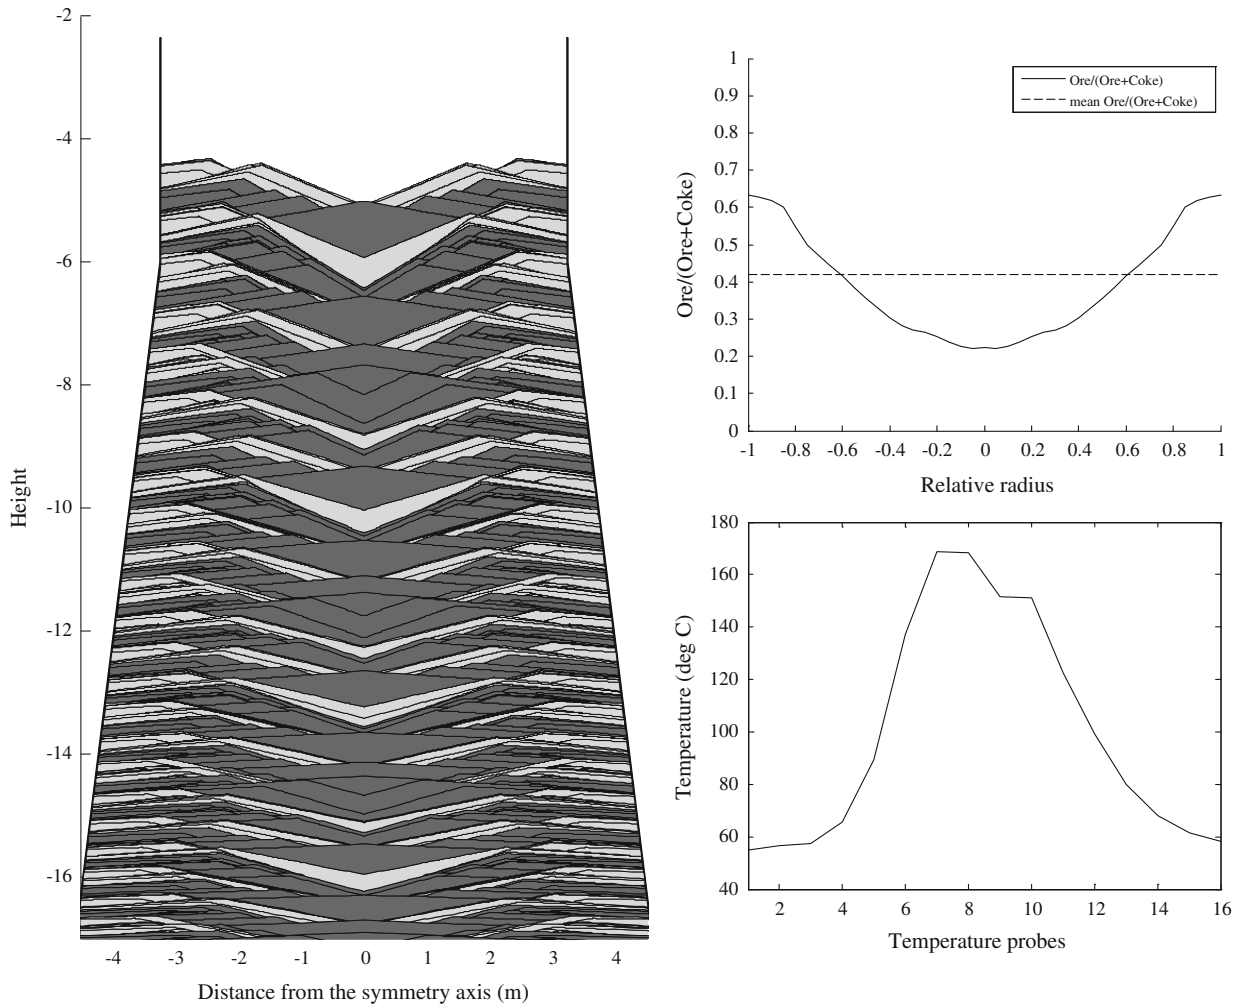 -2
-4
-6
-8
-10
-12
-14
-16
Height
-4 -3 -2 -1 0 1 2 3 4
Distance from the symmetry axis (m)
1
0.9
0.8
0.7
0.6
0.5
0.4
0.3
0.2
0.1
0
Ore/(Ore+Coke)
Ore/(Ore+Coke)
mean Ore/(Ore+Coke)
-1 -0.8 -0.6 -0.4 -0.2 0 0.2 0.4 0.6 0.8 1
Relative radius
180
160
140
120
100
80
60
40
Temperature (deg C)
2 4 6 8 10 12 14 16
Temperature probes